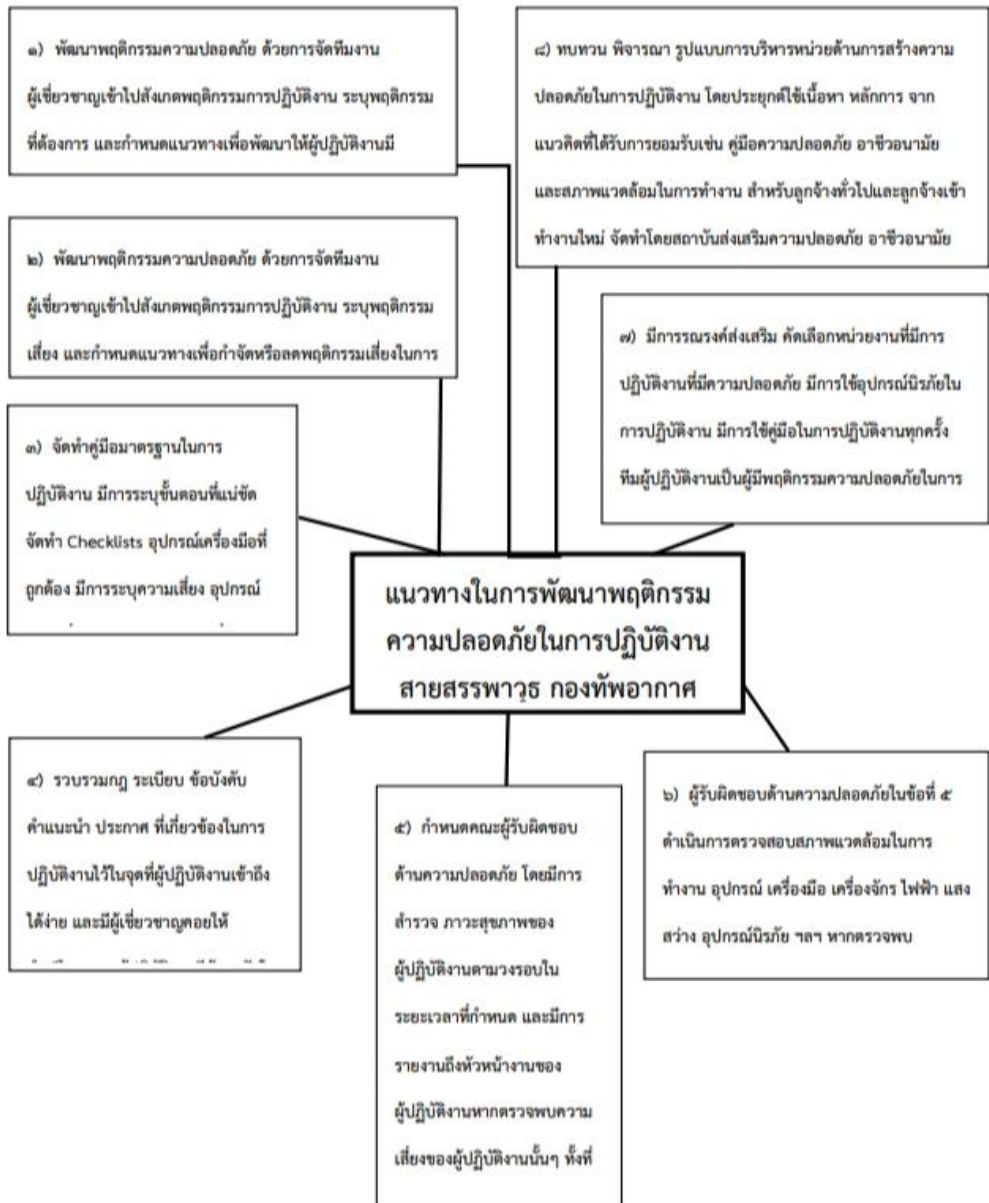 ๑) พัฒนาพฤติกรรมความปลอดภัย ด้วยการจัดทีมงาน
ผู้เชี่ยวชาญเข้าไปสังเกตพฤติกรรมการปฏิบัติงาน ระบุพฤติกรรม
ที่ต้องการ และกำหนดแนวทางเพื่อพัฒนาให้ผู้ปฏิบัติงานมี
๒) พัฒนาพฤติกรรมความปลอดภัย ด้วยการจัดทีมงาน
ผู้เชี่ยวชาญเข้าไปสังเกตพฤติกรรมการปฏิบัติงาน ระบุพฤติกรรม
เสี่ยง และกำหนดแนวทางเพื่อกำจัดหรือลดพฤติกรรมเสี่ยงในการ
๓) จัดทำคู่มือมาตรฐานในการ
ปฏิบัติงาน มีการระบุขั้นตอนที่แน่ชัด
จัดทำ Checklists อุปกรณ์เครื่องมือที่
ถูกต้อง มีการระบุความเสี่ยง อุปกรณ์
๔) รวบรวมกฎ ระเบียบ ข้อบังคับ
คำแนะนำ ประกาศ ที่เกี่ยวข้องในการ
ปฏิบัติงานไว้ในจุดที่ผู้ปฏิบัติงานเข้าถึง
ได้ง่าย และมีผู้เชี่ยวชาญคอยให้
๕) กำหนดคณะผู้รับผิดชอบ
ด้านความปลอดภัย โดยมีการ
สำรวจ ภาวะสุขภาพของ
ผู้ปฏิบัติงานตามวงรอบใน
ระยะเวลาที่กำหนด และมีการ
รายงานถึงหัวหน้างานของ
ผู้ปฏิบัติงานหากตรวจพบความ
เสี่ยงของผู้ปฏิบัติงานนั้นๆ ทั้งที่
๖) ผู้รับผิดชอบด้านความปลอดภัยในข้อที่ ๕
ดำเนินการตรวจสอบสภาพแวดล้อมในการ
ทำงาน อุปกรณ์ เครื่องมือ เครื่องจักร ไฟฟ้า แสง
สว่าง อุปกรณ์นิรภัย ฯลฯ หากตรวจพบ
๗) มีการรณรงค์ส่งเสริม คัดเลือกหน่วยงานที่มีการ
ปฏิบัติงานที่มีความปลอดภัย มีการใช้อุปกรณ์นิรภัยใน
การปฏิบัติงาน มีการใช้คู่มือในการปฏิบัติงานทุกครั้ง
ทีมผู้ปฏิบัติงานเป็นผู้มีพฤติกรรมความปลอดภัยในการ
๘) ทบทวน พิจารณา รูปแบบการบริหารหน่วยด้านการสร้างความ
ปลอดภัยในการปฏิบัติงาน โดยประยุกต์ใช้เนื้อหา หลักการ จาก
แนวคิดที่ได้รับการยอมรับเช่น คู่มือความปลอดภัย อาชีวอนามัย
และสภาพแวดล้อมในการทำงาน สำหรับลูกจ้างทั่วไปและลูกจ้างเข้า
ทำงานใหม่ จัดทำโดยสถาบันส่งเสริมความปลอดภัย อาชีวอนามัย
แนวทางในการพัฒนาพฤติกรรม
ความปลอดภัยในการปฏิบัติงาน
สายสรรพาวุธ กองทัพอากาศ